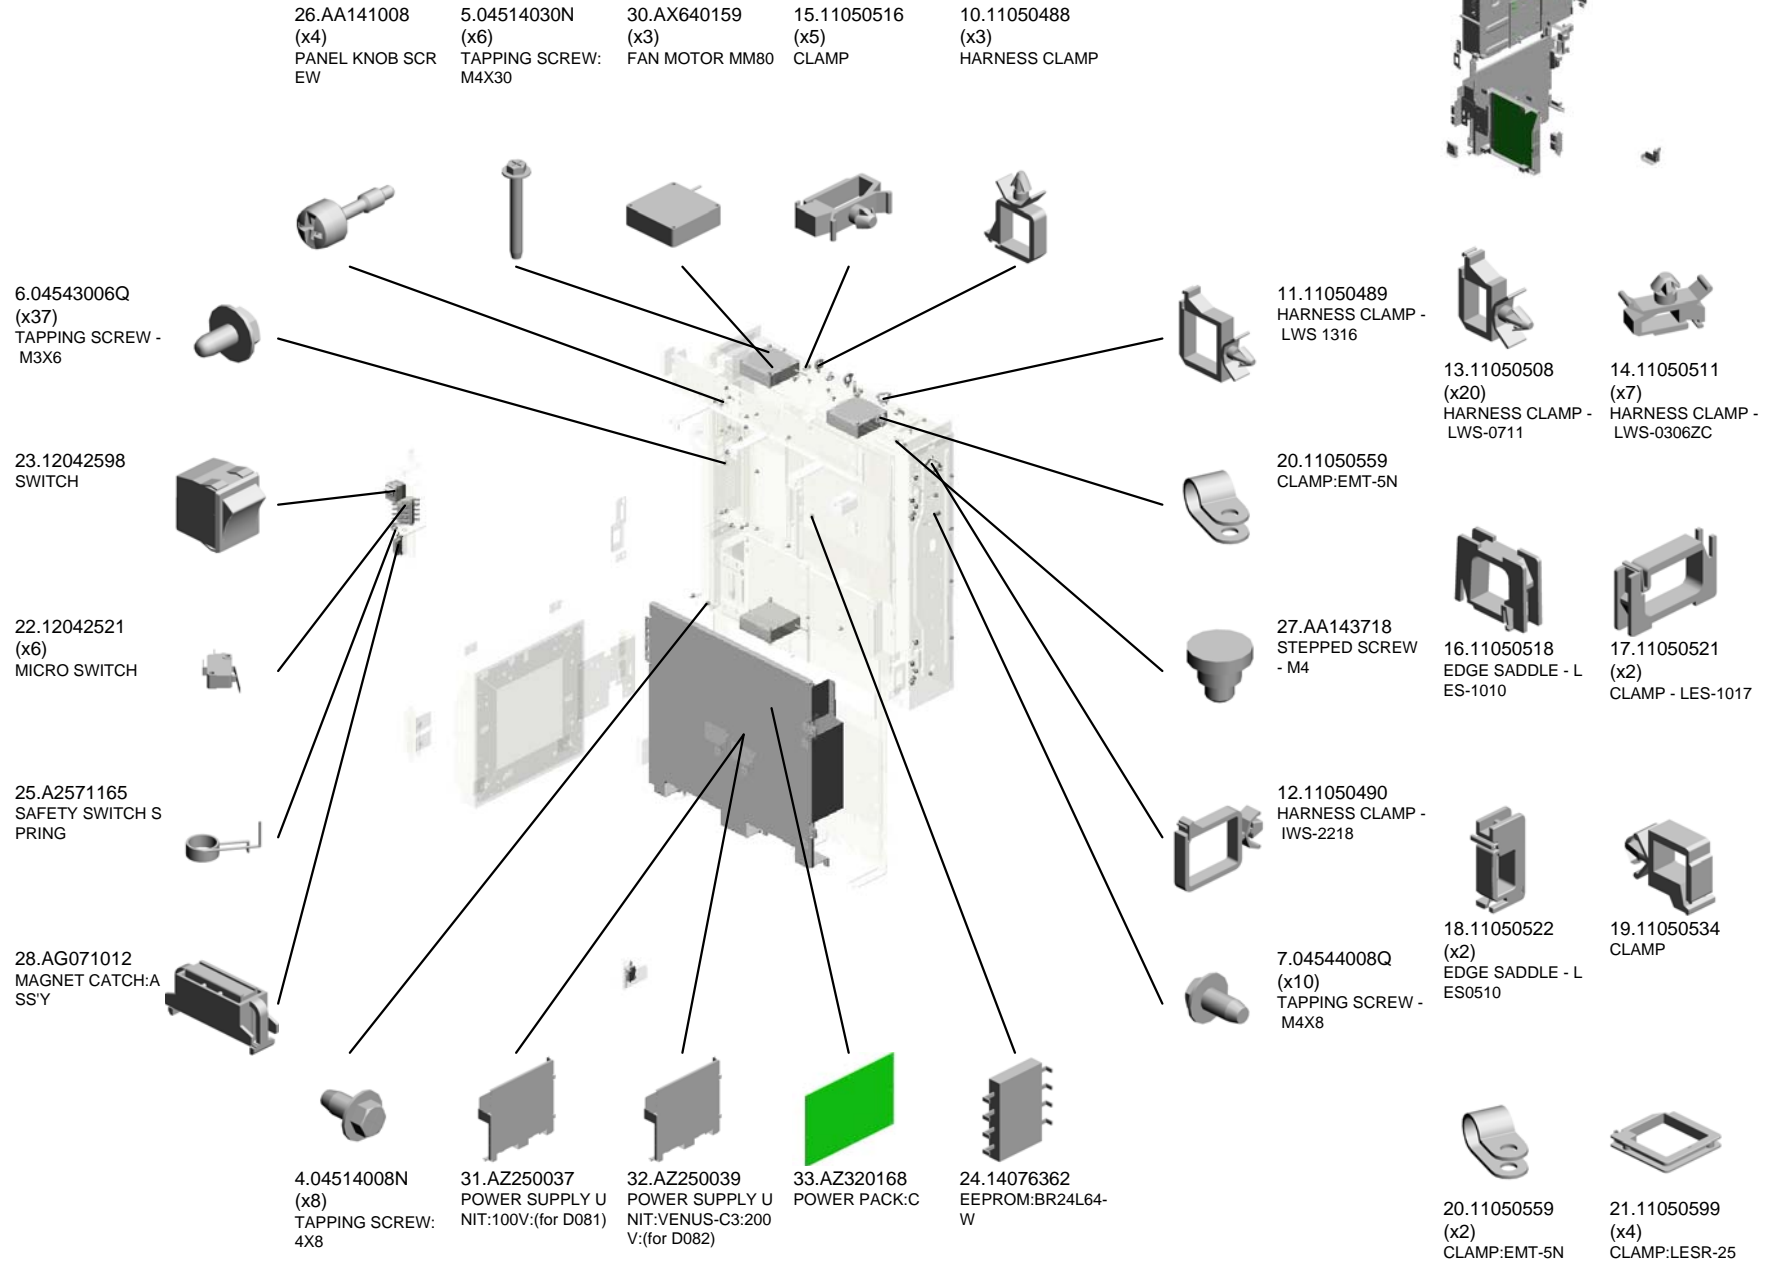 26.AA141008
(x4)
PANEL KNOB SCR
EW
5.04514030N
(x6)
TAPPING SCREW:
M4X30
30.AX640159
(x3)
FAN MOTOR MM80
15.11050516
(x5)
CLAMP
10.11050488
(x3)
HARNESS CLAMP
6.04543006Q
(x37)
TAPPING SCREW -
M3X6
23.12042598
SWITCH
22.12042521
(x6)
MICRO SWITCH
25.A2571165
SAFETY SWITCH S
PRING
28.AG071012
MAGNET CATCH:A
SS'Y
11.11050489
HARNESS CLAMP -
LWS 1316
20.11050559
CLAMP:EMT-5N
27.AA143718
STEPPED SCREW
- M4
12.11050490
HARNESS CLAMP -
IWS-2218
7.04544008Q
(x10)
TAPPING SCREW -
M4X8
13.11050508
(x20)
HARNESS CLAMP -
LWS-0711
14.11050511
(x7)
HARNESS CLAMP -
LWS-0306ZC
16.11050518
EDGE SADDLE - L
ES-1010
17.11050521
(x2)
CLAMP - LES-1017
18.11050522
(x2)
EDGE SADDLE - L
ES0510
19.11050534
CLAMP
4.04514008N
(x8)
TAPPING SCREW:
4X8
31.AZ250037
POWER SUPPLY U
NIT:100V:(for D081)
32.AZ250039
POWER SUPPLY U
NIT:VENUS-C3:200
V:(for D082)
33.AZ320168
POWER PACK:C
24.14076362
EEPROM:BR24L64-
W
20.11050559
(x2)
CLAMP:EMT-5N
21.11050599
(x4)
CLAMP:LESR-25